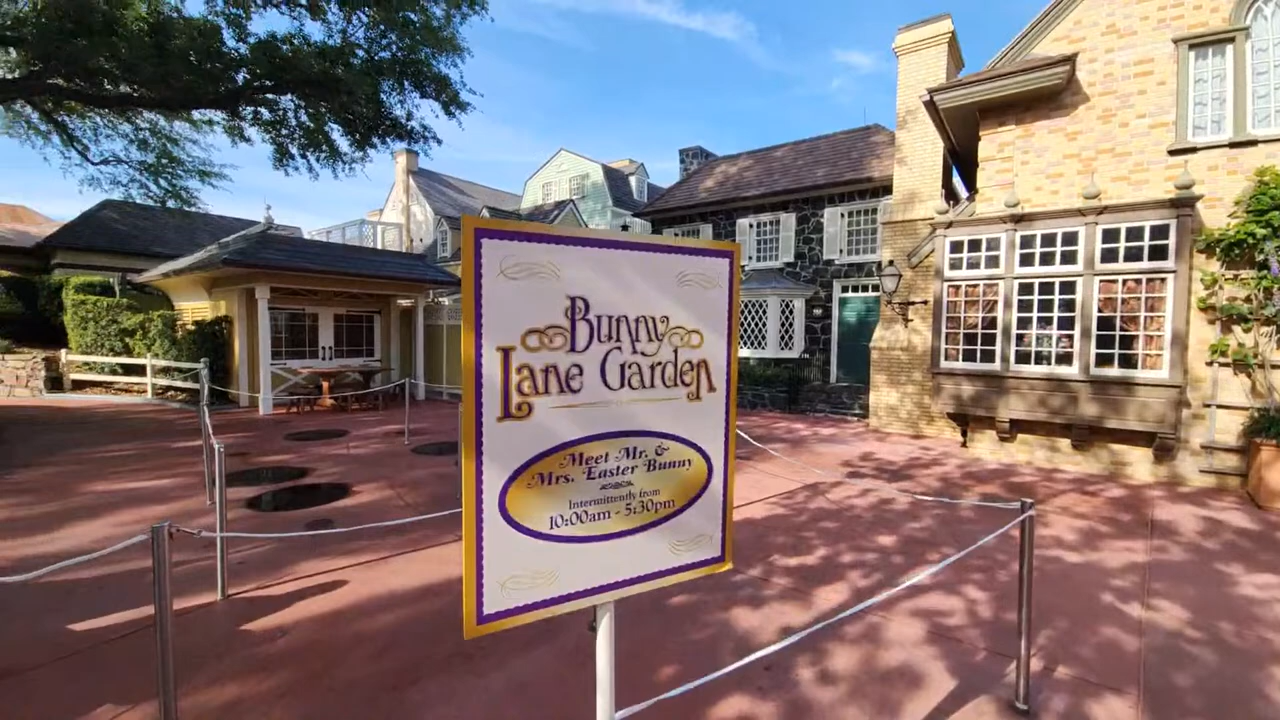 Bunny
Lane Garden
Meet Mr. &
Mrs. Easter Bunny
Intermittently from
10:00am - 5:30pm